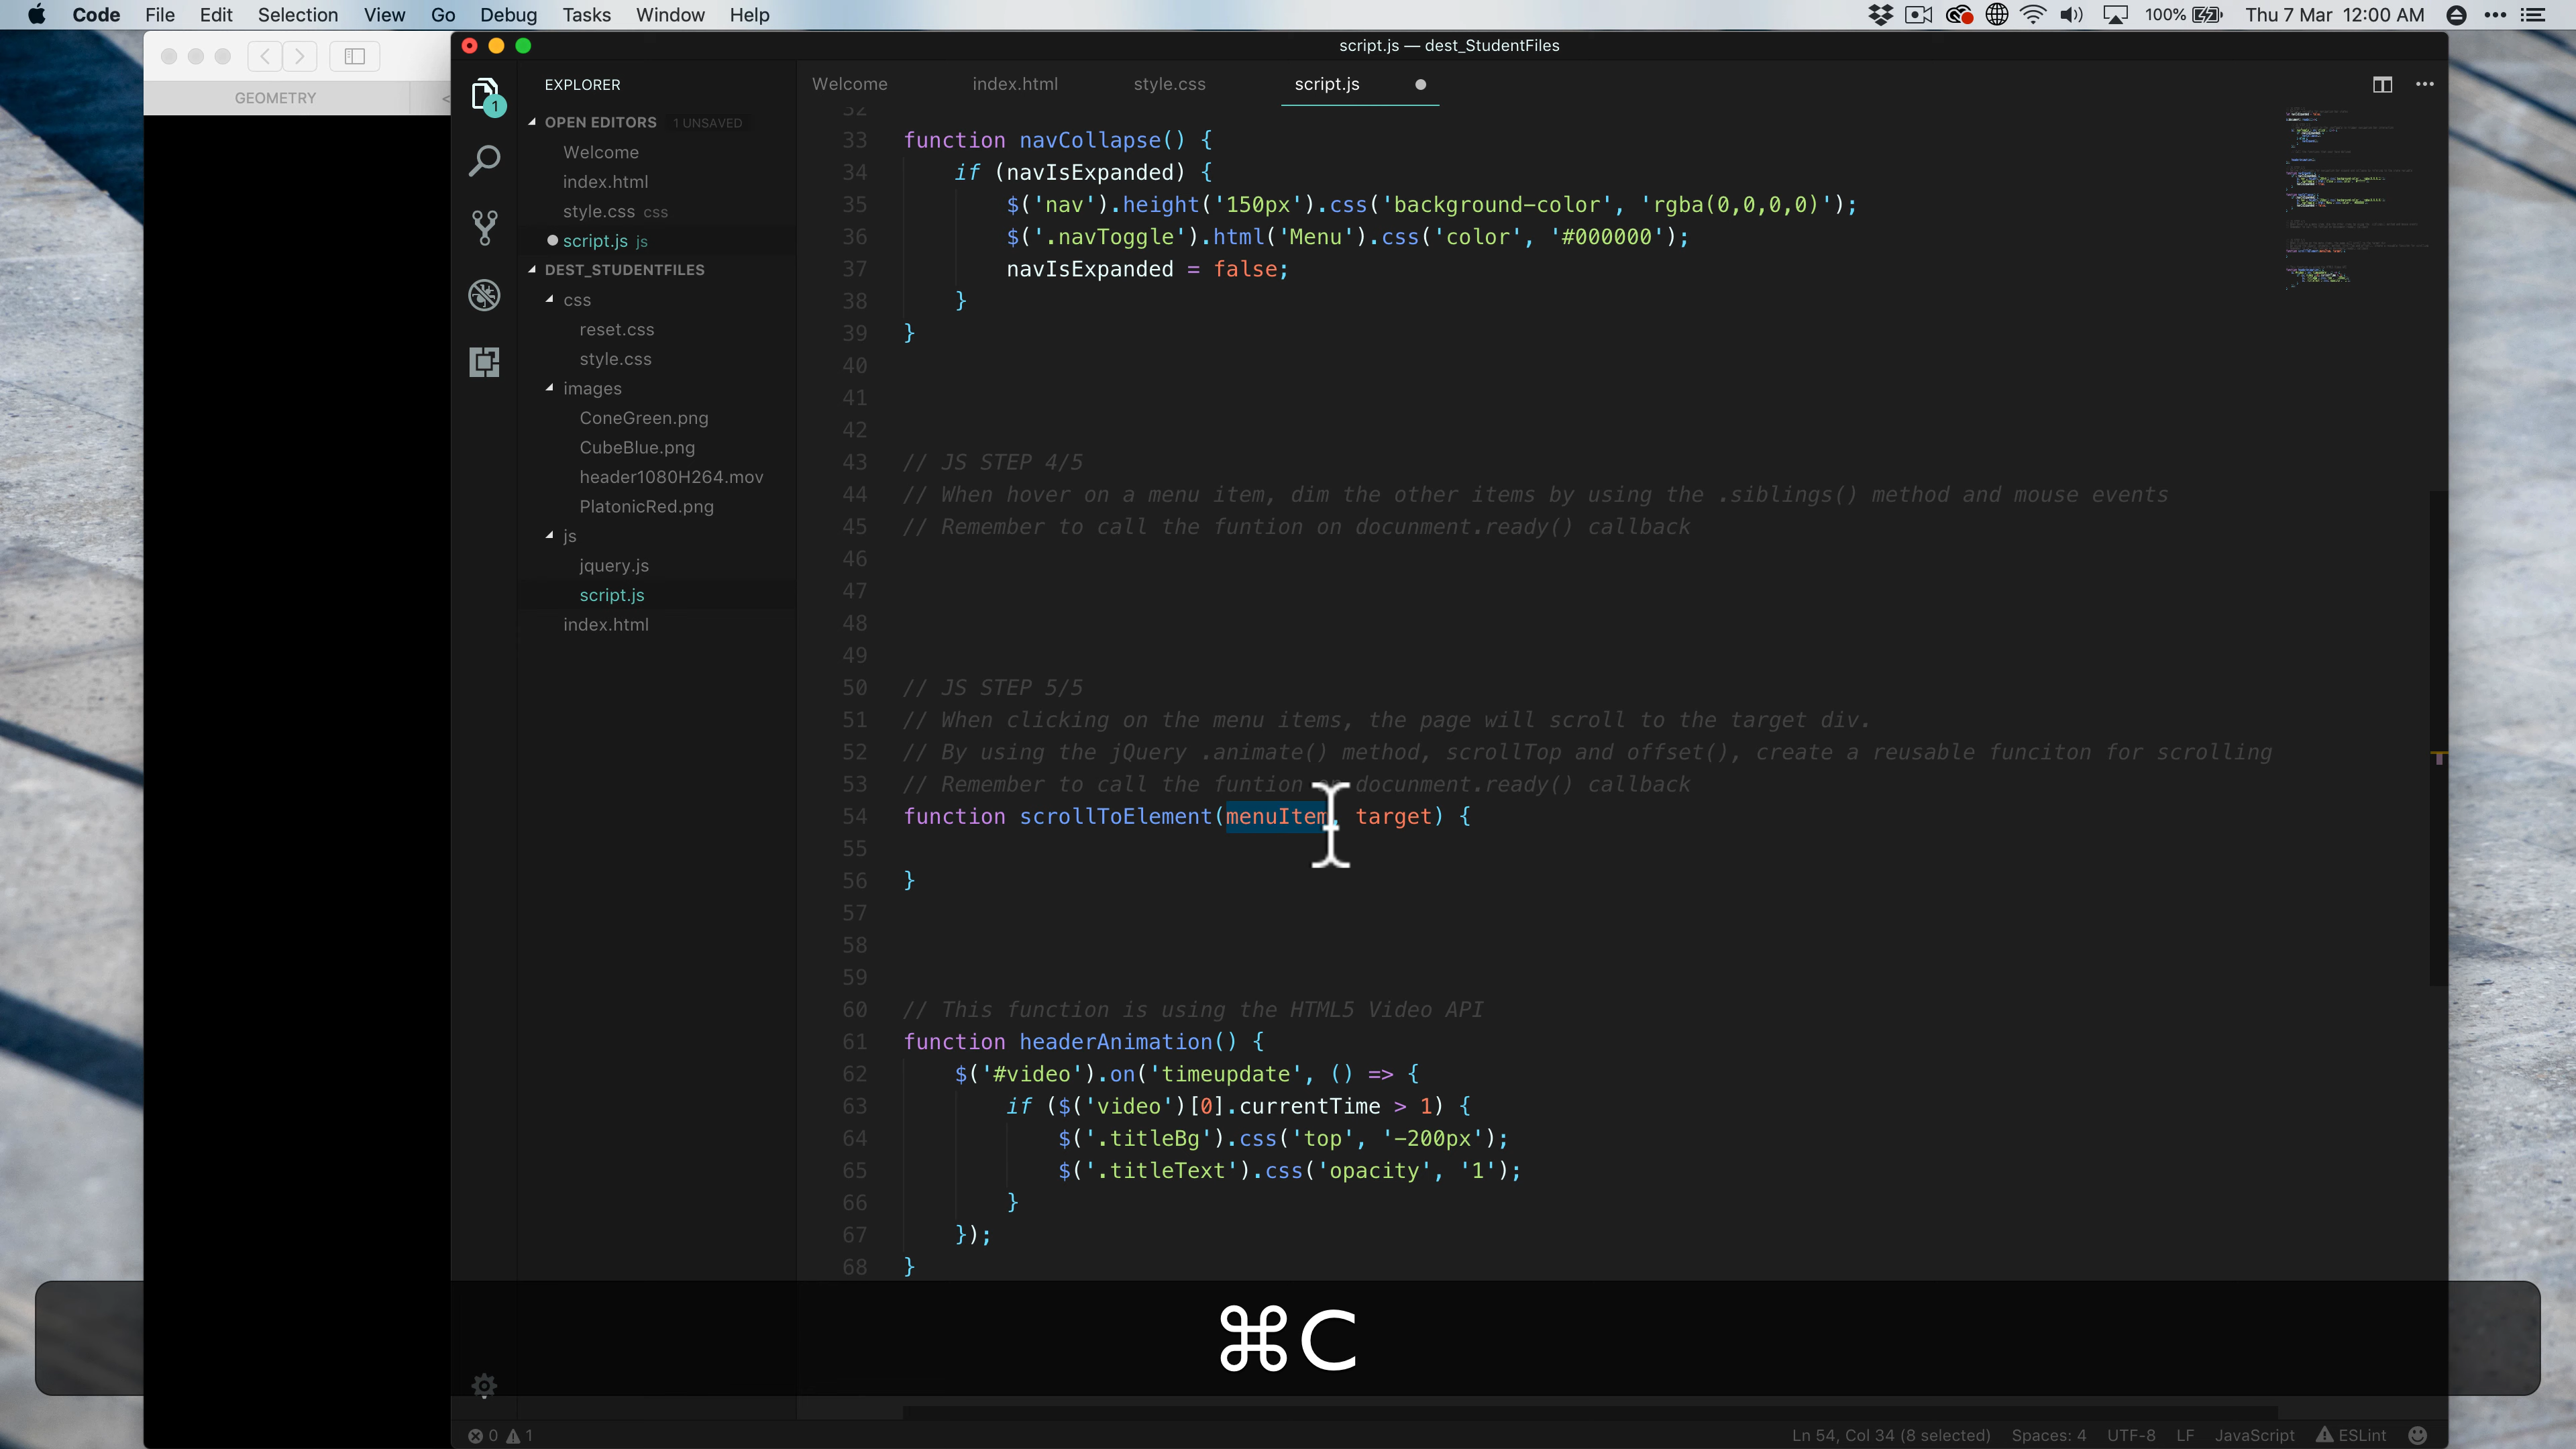 Code File Edit Selection View Go Debug Tasks Window Help 100% Thu 7 Mar 12:00 AM
script.js — dest_StudentFiles
GEOMETRY <
1
EXPLORER
OPEN EDITORS 1 UNSAVED
Welcome
index.html
style.css css
script.js js
DEST_STUDENTFILES
css
reset.css
style.css
images
ConeGreen.png
CubeBlue.png
header1080H264.mov
PlatonicRed.png
js
jquery.js
script.js
index.html
Welcome index.html style.css script.js
32
33 function navCollapse() {
34 if (navIsExpanded) {
35 $('nav').height('150px').css('background-color', 'rgba(0,0,0,0)');
36 $('.navToggle').html('Menu').css('color', '#000000');
37 navIsExpanded = false;
38 }
39 }
40
41
42
43 // JS STEP 4/5
44 // When hover on a menu item, dim the other items by using the .siblings() method and mouse events
45 // Remember to call the funtion on docunment.ready() callback
46
47
48
49
50 // JS STEP 5/5
51 // When clicking on the menu items, the page will scroll to the target div.
52 // By using the jQuery .animate() method, scrollTop and offset(), create a reusable funciton for scrolling
53 // Remember to call the funtion on docunment.ready() callback
54 function scrollToElement(menuItem, target) {
55
56 }
57
58
59
60 // This function is using the HTML5 Video API
61 function headerAnimation() {
62 $('#video').on('timeupdate', () => {
63 if ($('video')[0].currentTime > 1) {
64 $('.titleBg').css('top', '-200px');
65 $('.titleText').css('opacity', '1');
66 }
67 });
68 }
⌘C
0 1 Ln 54, Col 34 (8 selected) Spaces: 4 UTF-8 LF JavaScript ESLint